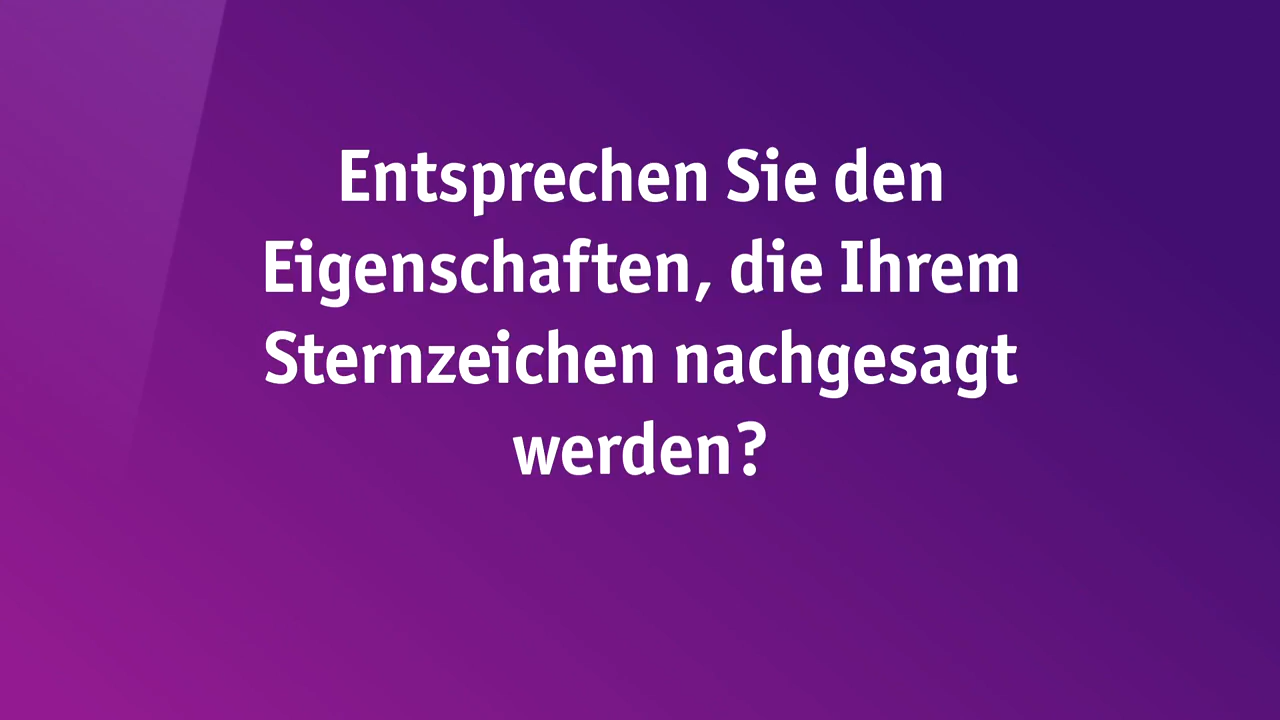 Entsprechen Sie den
Eigenschaften, die Ihrem
Sternzeichen nachgesagt
werden?